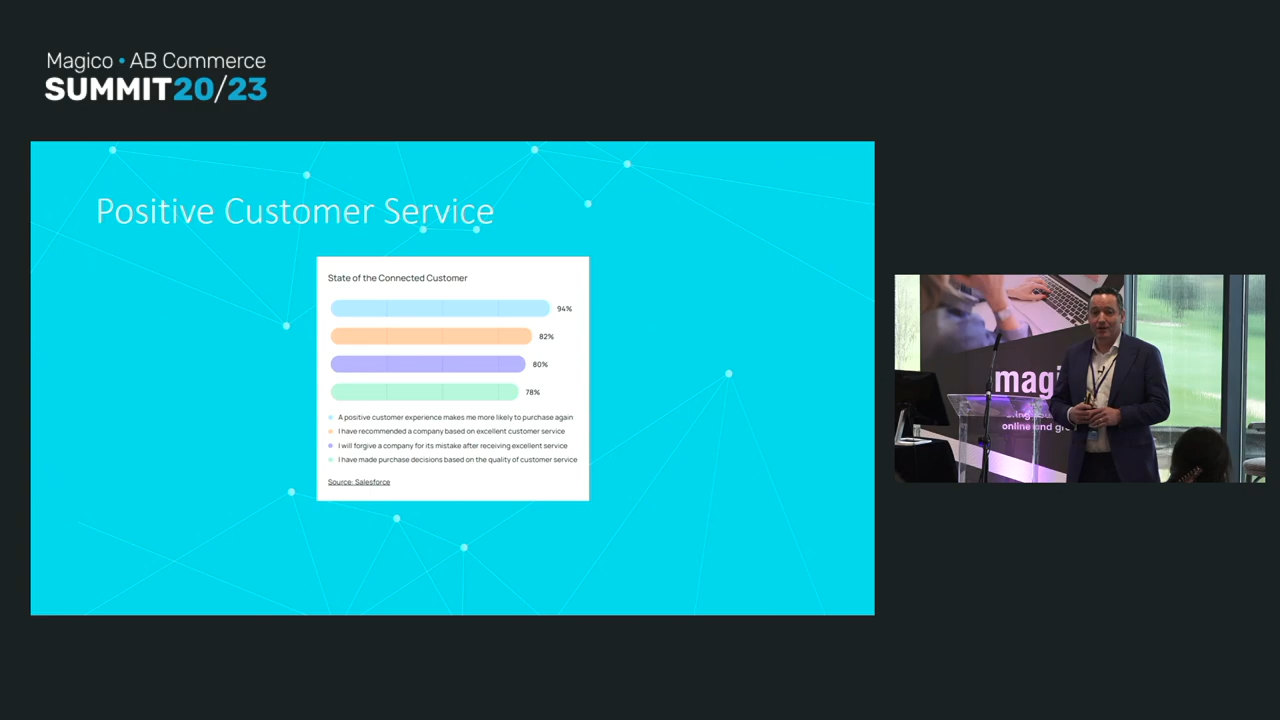 Magico • AB Commerce
SUMMIT20/23
Positive Customer Service
State of the Connected Customer
94%
82%
80%
78%
A positive customer experience makes me more likely to purchase again
I have recommended a company based on excellent customer service
I will forgive a company for its mistake after receiving excellent service
I have made purchase decisions based on the quality of customer service
Source: Salesforce
magi
online and gr